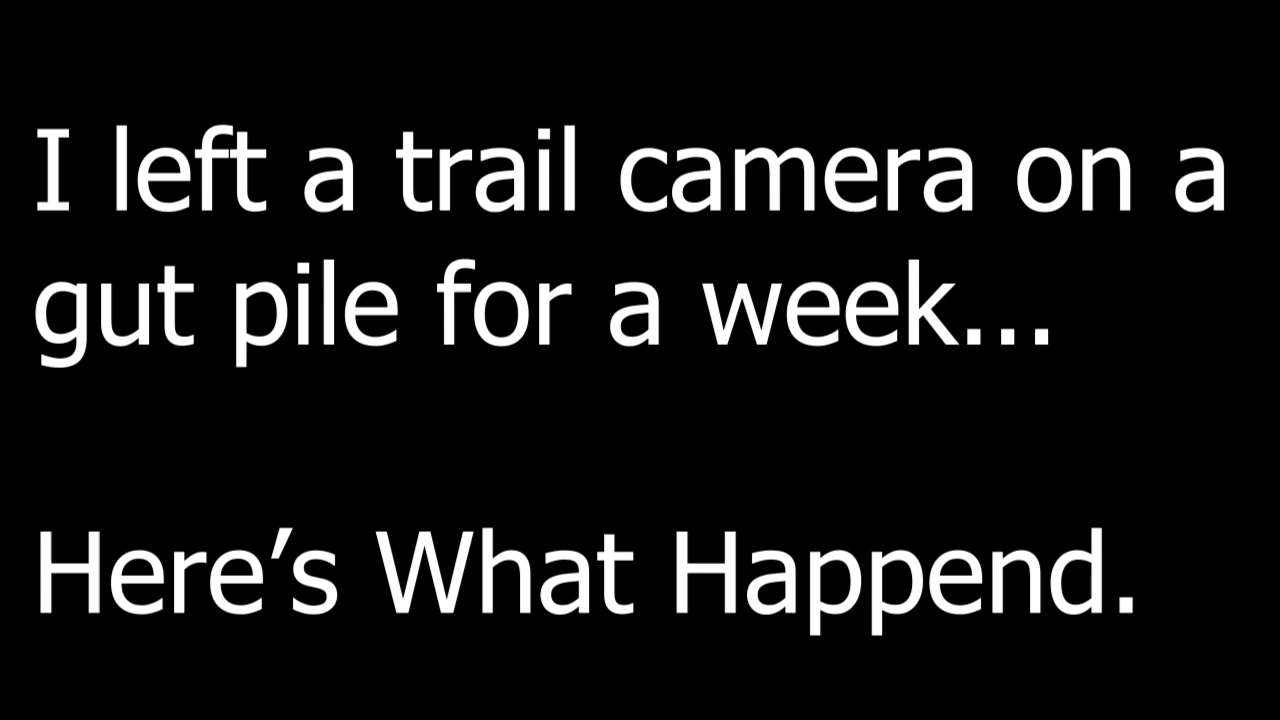 I left a trail camera on a
gut pile for a week...
Here’s What Happend.